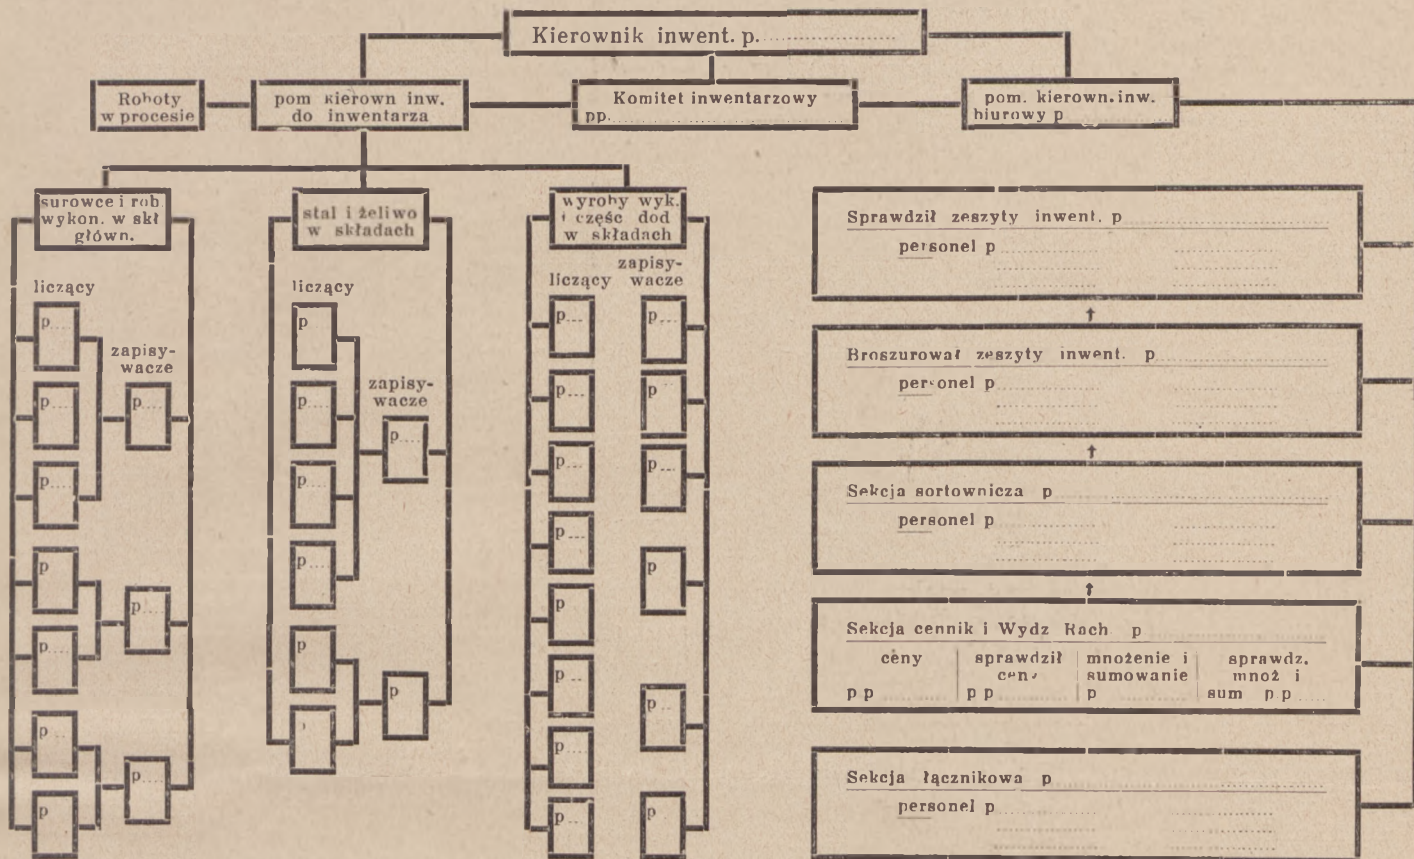 Kierownik inwent. p.
Roboty
w procesie
pom Kierown inw.
do inwentarza
Komitet inwentarzowy
pp.
pom. kierown. inw.
biurowy p
surowce i rob.
wykon. w skł
główn.
stal i żeliwo
w składach
wyroby wyk.
i częśc dod
w składach
liczący
zapisy-
wacze
p....
p....
p....
p....
p
p....
p....
p....
p....
p
liczący
zapisy-
wacze
p
p....
p....
p....
p....
p....
p
liczący
zapisy-
wacze
p...
p...
p...
p...
p
p...
p...
p...
p...
p
p...
p
p...
p
Sprawdził zeszyty inwent. p
personel p
Broszurował zeszyty inwent. p
personel p
Sekcja sortownicza p
personel p
Sekcja cennik i Wydz Rach. p
ceny
p p
sprawdził
ceny
p p
mnożenie i
sumowanie
p
sprawdz.
mnoż i
sum p p
Sekcja łącznikowa p
personel p